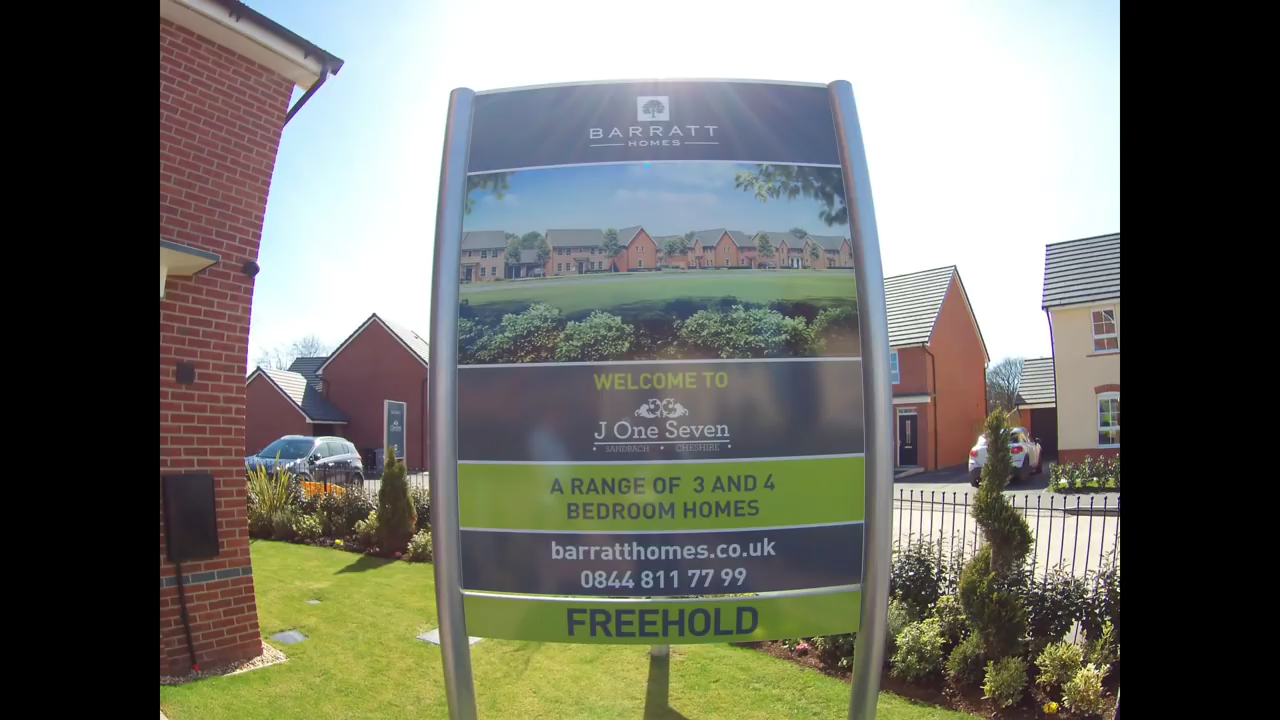 BARRATT
HOMES
WELCOME TO
J One Seven
SANDBACH • CHESHIRE
A RANGE OF 3 AND 4
BEDROOM HOMES
barratthomes.co.uk
0844 811 77 99
FREEHOLD